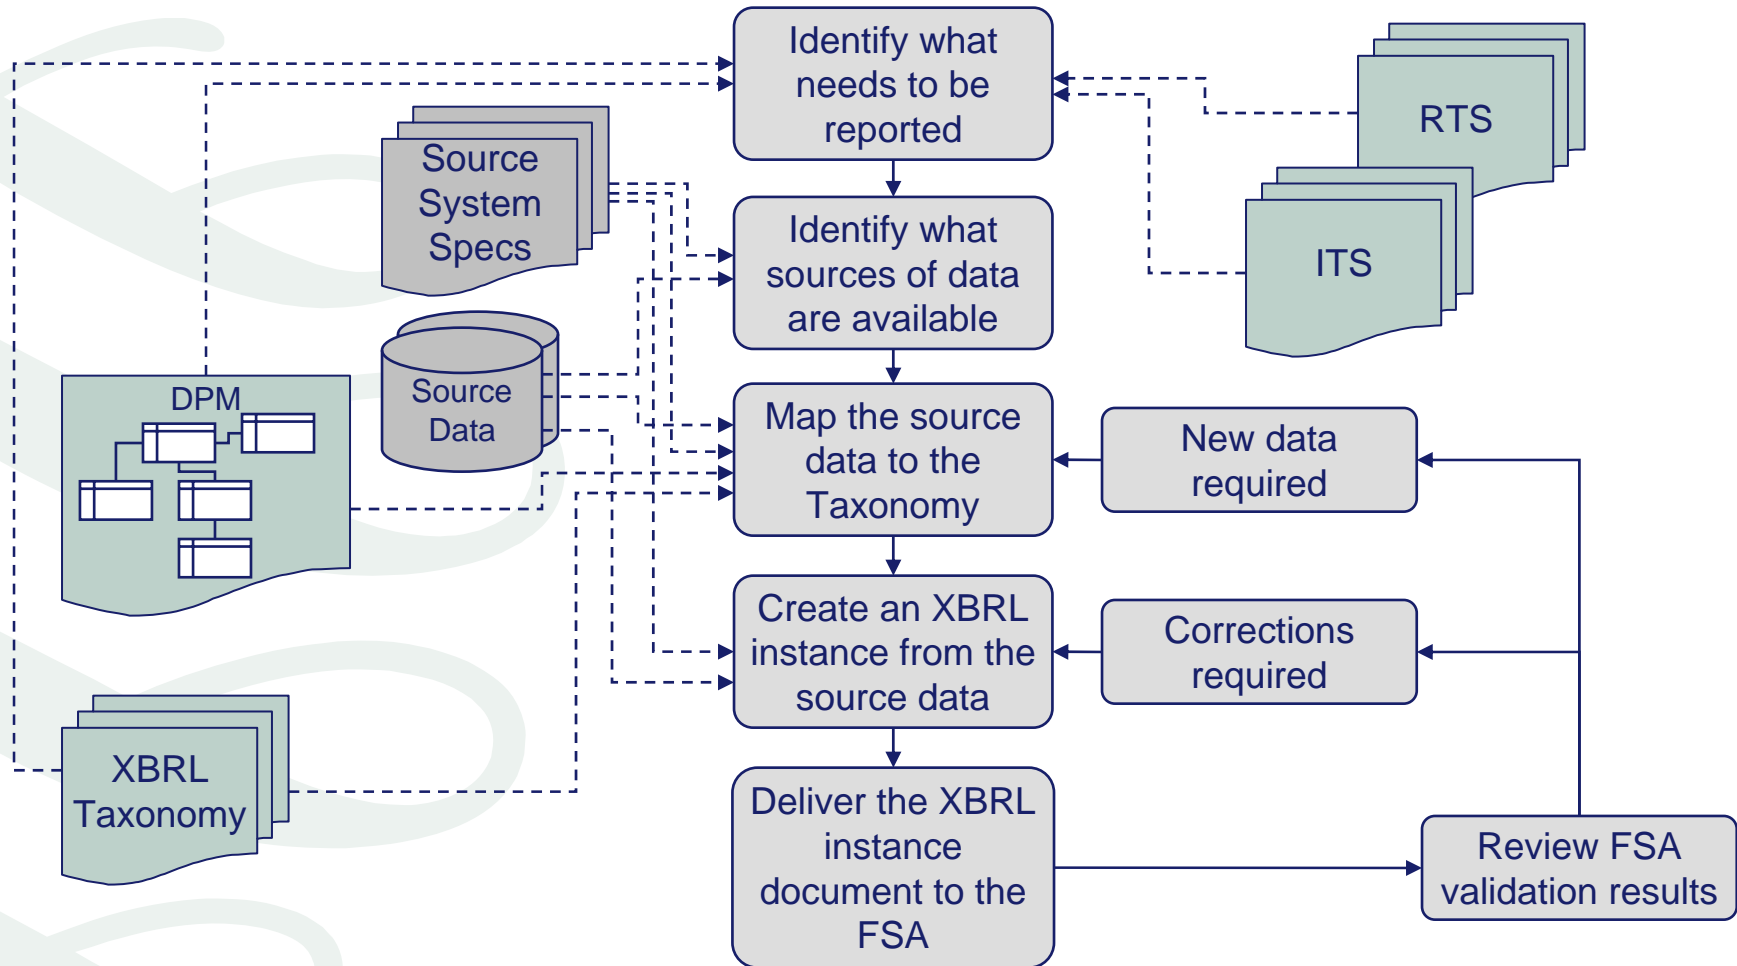 Identify what
needs to be
reported
RTS
Source
System
Specs
Identify what
sources of data
are available
ITS
DPM
Source
Data
Map the source
data to the
Taxonomy
New data
required
Create an XBRL
instance from the
source data
Corrections
required
XBRL
Taxonomy
Deliver the XBRL
instance
document to the
FSA
Review FSA
validation results